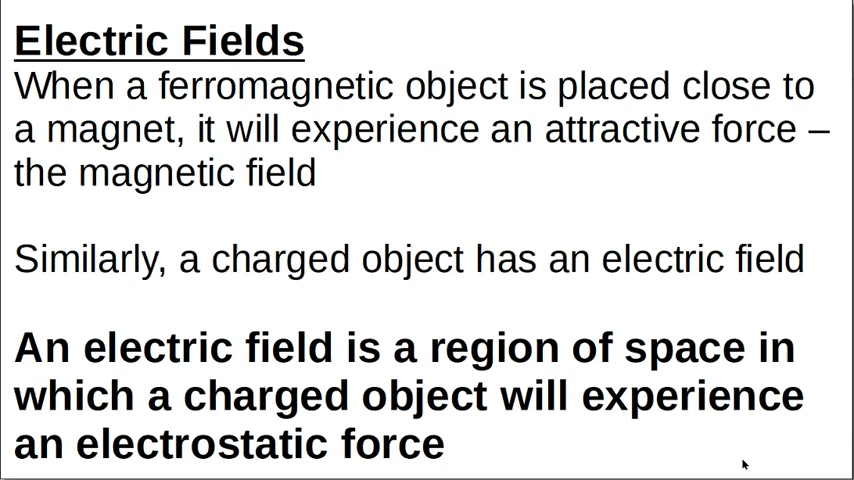 Electric Fields
When a ferromagnetic object is placed close to
a magnet, it will experience an attractive force –
the magnetic field
Similarly, a charged object has an electric field
An electric field is a region of space in
which a charged object will experience
an electrostatic force